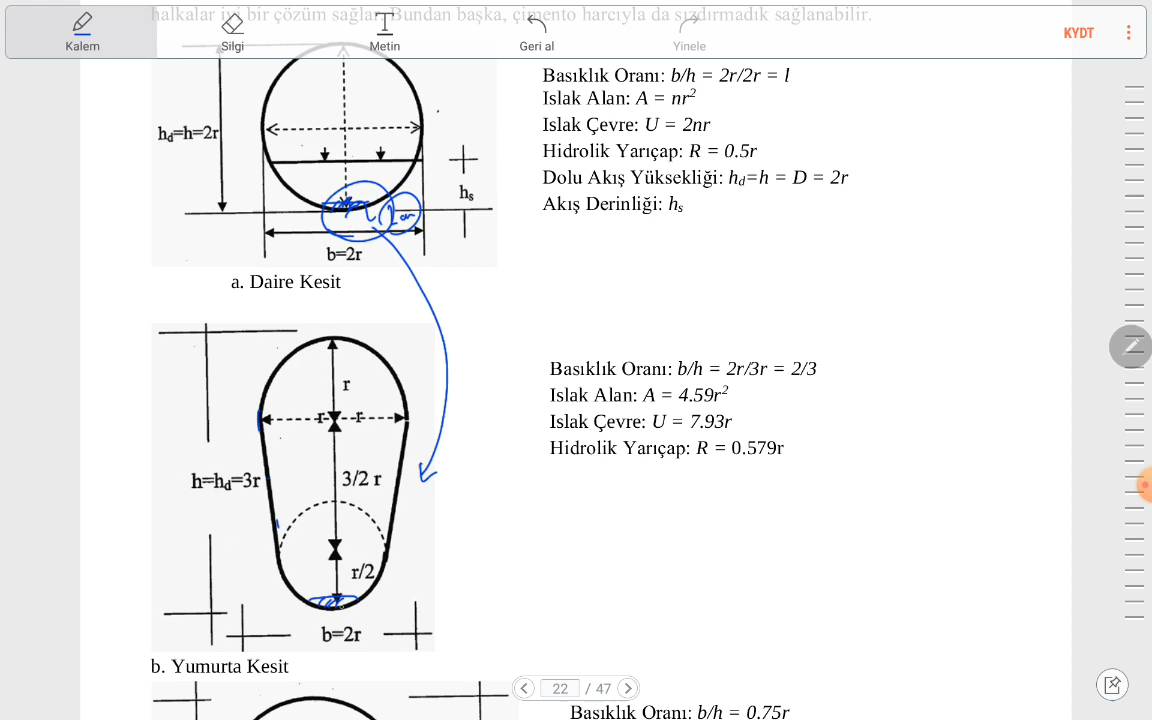 halkalar iyi bir çözüm sağlar. Bundan başka, çimento harcıyla da sızdırmadık sağlanabilir.
Kalem
Silgi
Metin
Geri al
Yinele
KYDT
Basıklık Oranı: b/h = 2r/2r = l
Islak Alan: A = nr²
Islak Çevre: U = 2nr
Hidrolik Yarıçap: R = 0.5r
Dolu Akış Yüksekliği: hd=h = D = 2r
Akış Derinliği: hs
hd=h=2r
hs
b=2r
a. Daire Kesit
Basıklık Oranı: b/h = 2r/3r = 2/3
Islak Alan: A = 4.59r²
Islak Çevre: U = 7.93r
Hidrolik Yarıçap: R = 0.579r
r
r r
h=hd=3r
3/2 r
r/2
b=2r
b. Yumurta Kesit
22 / 47
Basıklık Oranı: b/h = 0.75r